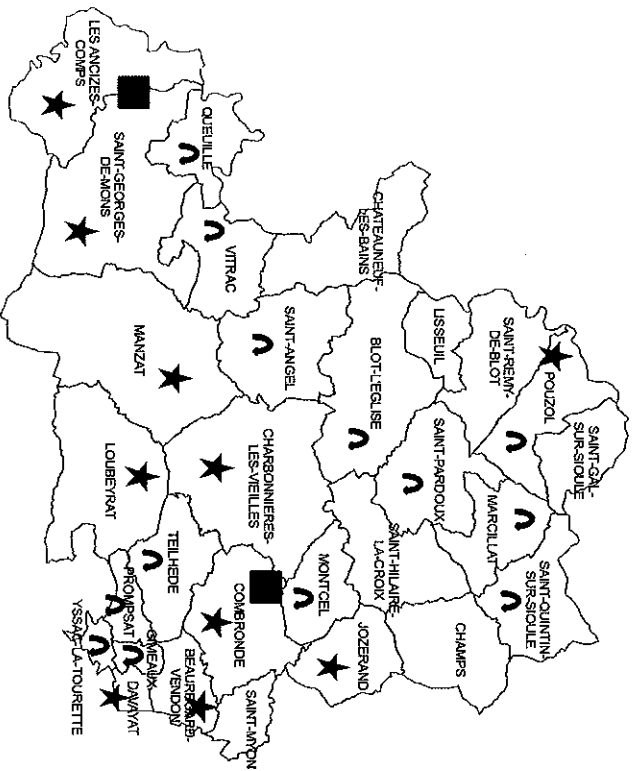 SAINT-GAL-
SUR-SIOULE
POUZOL
SAINT-REMY-
DE-BLOT
LISSEUIL
CHATEAUNEUF-
LES-BAINS
SAINT-QUINTIN-
SUR-SIOULE
MARCILLAT
SAINT-PARDOUX
BLOT-L'EGLISE
CHAMPS
SAINT-HILAIRE-
LA-CROIX
QUEUILLE
VITRAC
SAINT-ANGEL
MONTCEL
JOZERAND
LES ANCIZES-
COMPS
SAINT-GEORGES-
DE-MONS
MANZAT
CHARBONNIERES-
LES-VIEILLES
COMBRONDE
SAINT-MYON
LOUBEYRAT
TEILHEDE
BEAUREGARD-
VENDON
PROMPSAT
GIMEAUX
DAVAYAT
YSSAC-LA-TOURETTE